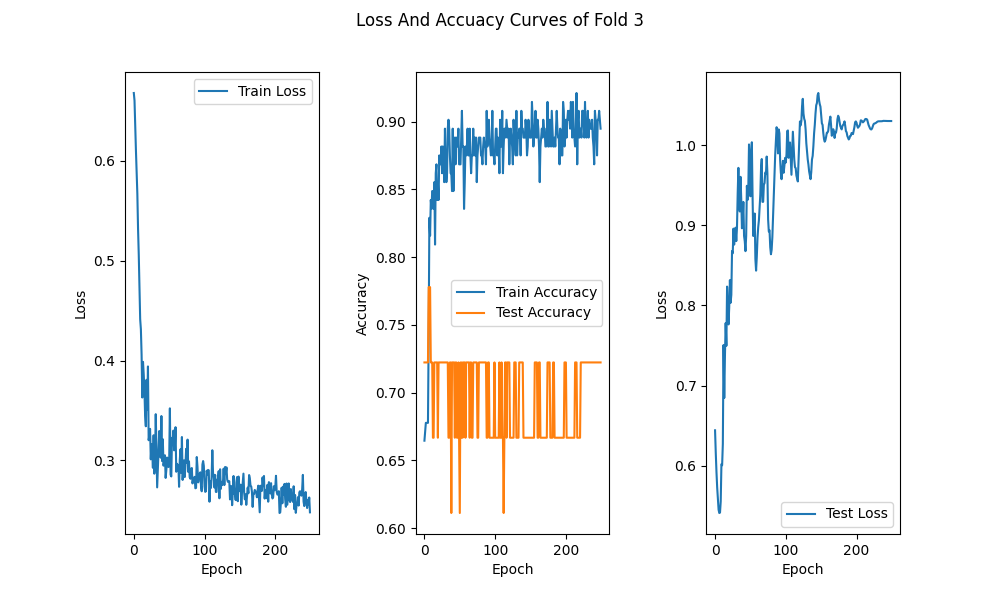 Loss And Accuacy Curves of Fold 3
Train Loss
Loss
0.6
0.5
0.4
0.3
0
100
200
Epoch
Accuracy
0.90
0.85
0.80
0.75
0.70
0.65
0.60
Train Accuracy
Test Accuracy
0
100
200
Epoch
Loss
1.0
0.9
0.8
0.7
0.6
Test Loss
0
100
200
Epoch